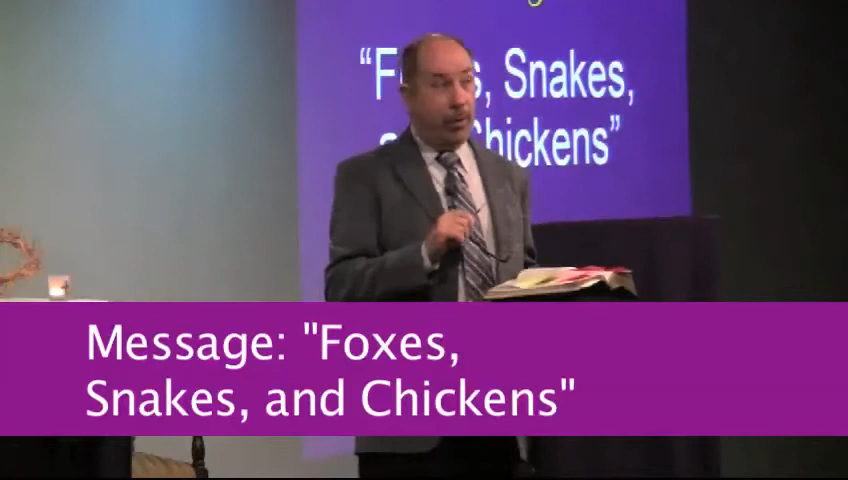 “F s, Snakes,
Chickens”
Message: "Foxes,
Snakes, and Chickens"